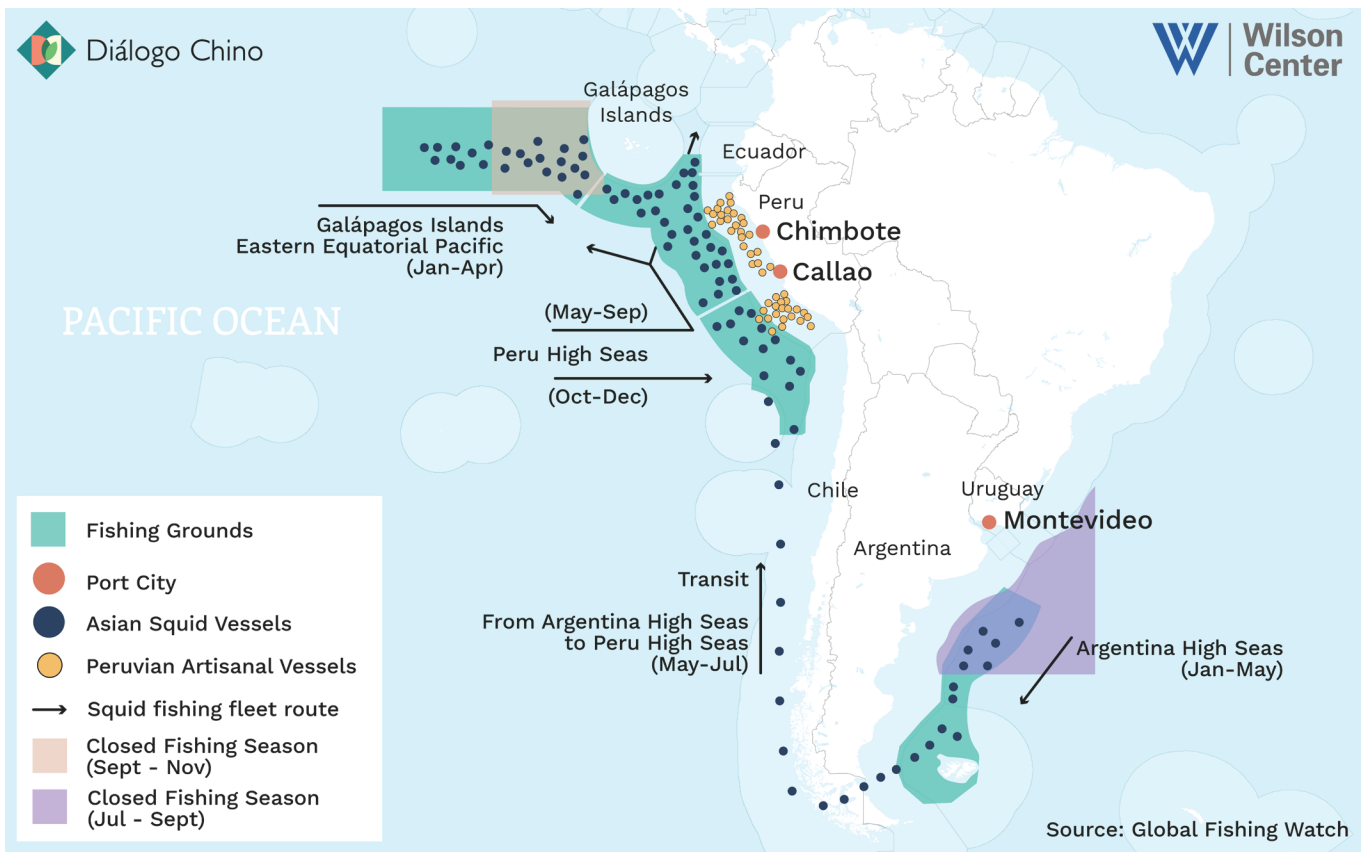 Diálogo Chino
Wilson
Center
Galápagos
Islands
Ecuador
Peru
Chimbote
Callao
Galápagos Islands
Eastern Equatorial Pacific
(Jan-Apr)
PACIFIC OCEAN
(May-Sep)
Peru High Seas
(Oct-Dec)
Chile
Uruguay
Montevideo
Argentina
Transit
From Argentina High Seas
to Peru High Seas
(May-Jul)
Argentina High Seas
(Jan-May)
Fishing Grounds
Port City
Asian Squid Vessels
Peruvian Artisanal Vessels
Squid fishing fleet route
Closed Fishing Season
(Sept - Nov)
Closed Fishing Season
(Jul - Sept)
Source: Global Fishing Watch